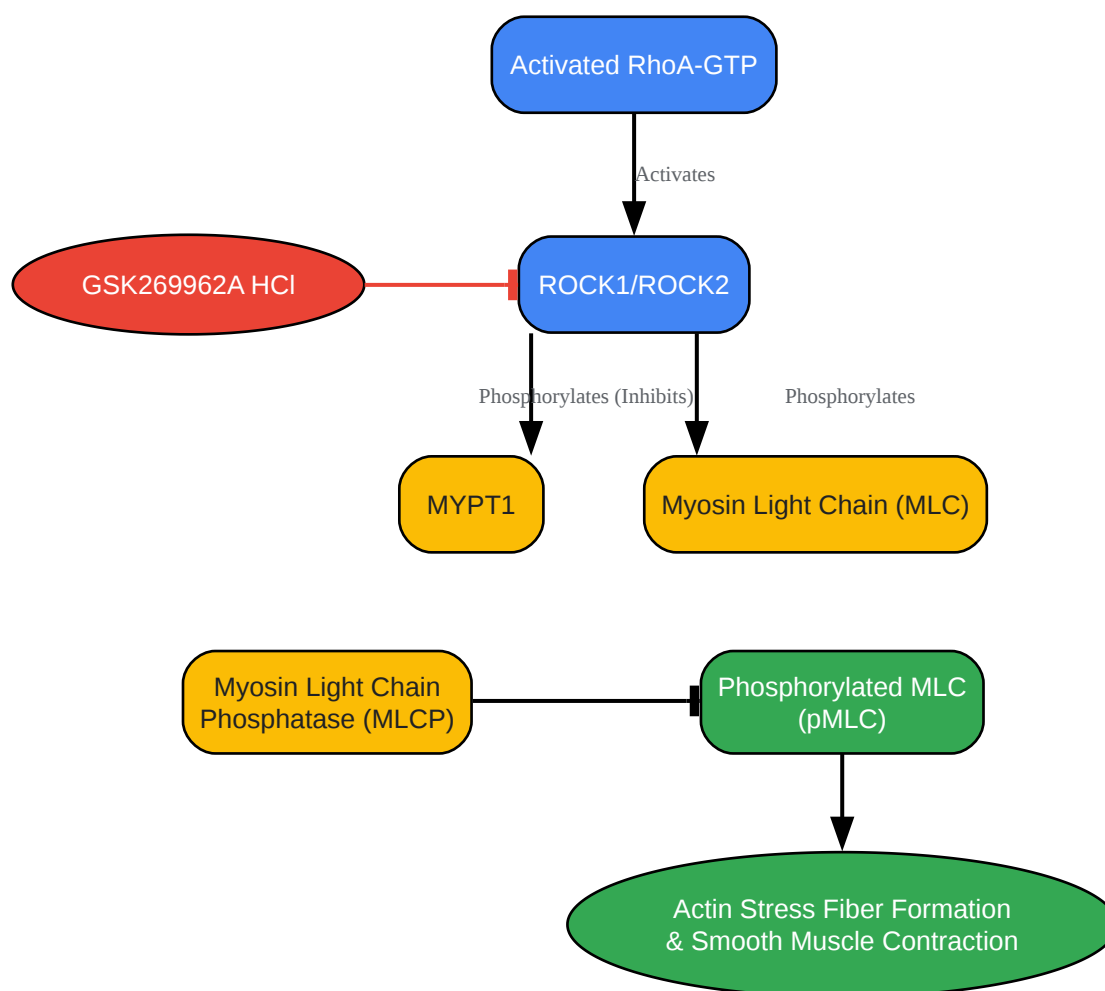 Activated RhoA-GTP
Activates
GSK269962A HCl
ROCK1/ROCK2
Phosphorylates (Inhibits)
Phosphorylates
MYPT1
Myosin Light Chain (MLC)
Myosin Light Chain
Phosphatase (MLCP)
Phosphorylated MLC
(pMLC)
Actin Stress Fiber Formation
& Smooth Muscle Contraction